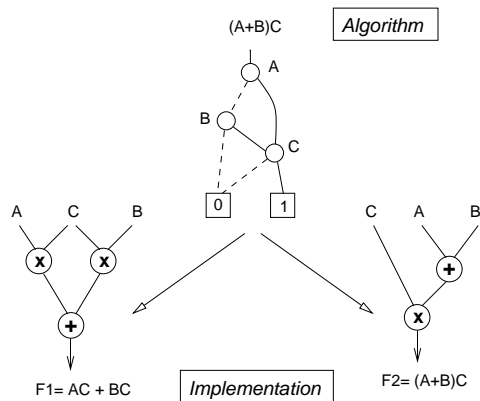 (A+B)C
Algorithm
A
B
C
0
1
A C B
C A B
x x
+
+
x
F1= AC + BC
F2= (A+B)C
Implementation